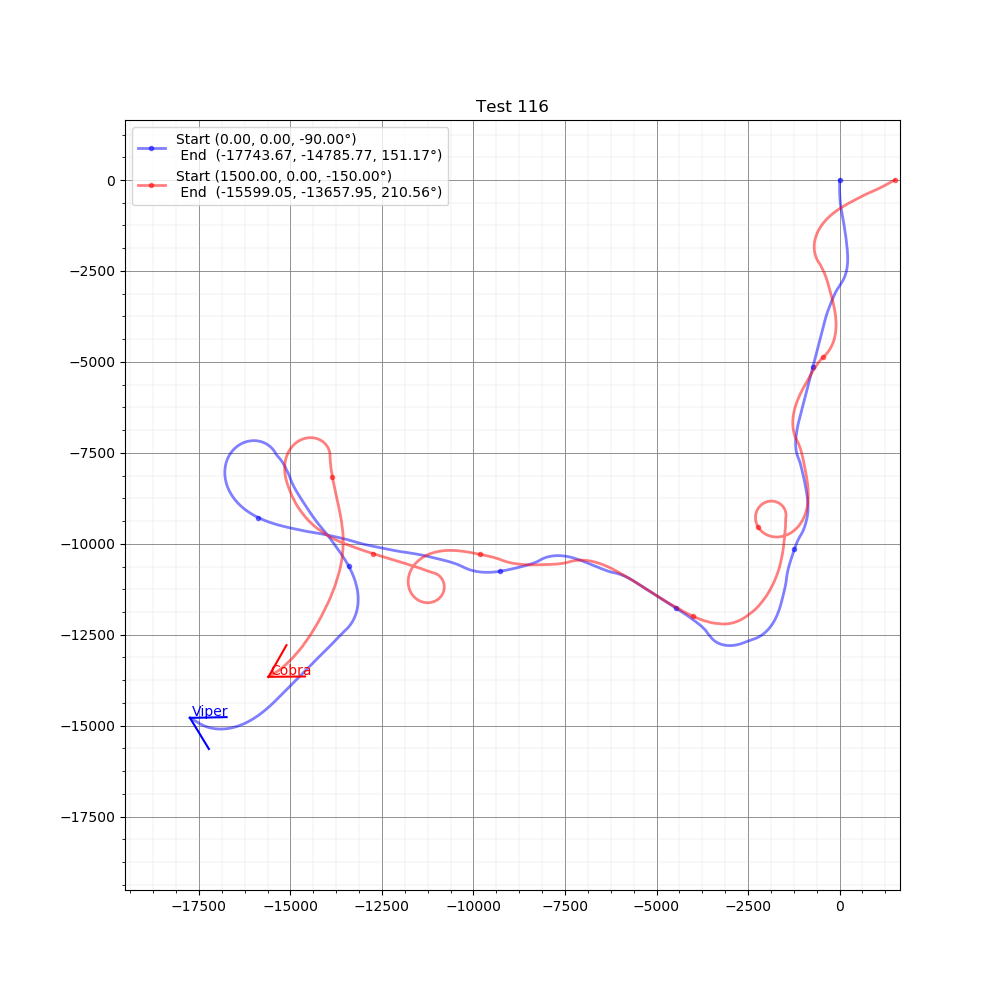 Test 116
Start (0.00, 0.00, -90.00°)
End  (-17743.67, -14785.77, 151.17°)
Start (1500.00, 0.00, -150.00°)
End  (-15599.05, -13657.95, 210.56°)
0
−2500
−5000
−7500
−10000
−12500
−15000
−17500
Cobra
Viper
−17500 −15000 −12500 −10000 −7500 −5000 −2500 0